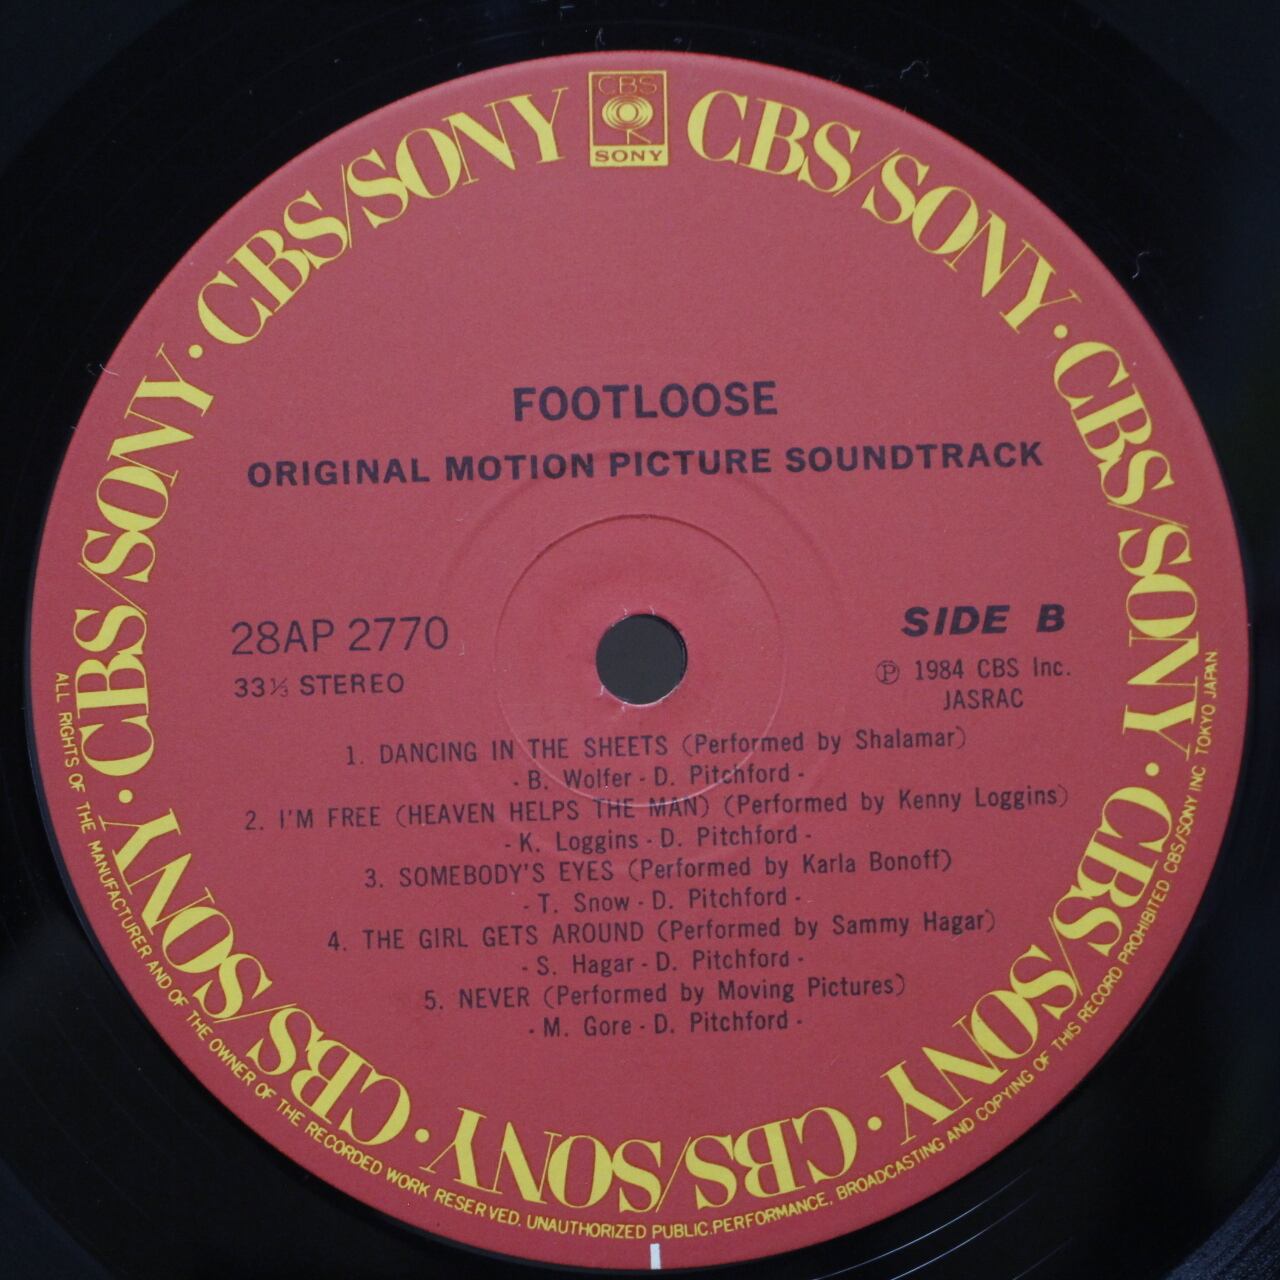 CBS
SONY
CBS/SONY · CBS/SONY · CBS/SONY · CBS/SONY · CBS/SONY · CBS/SONY · CBS/SONY
FOOTLOOSE
ORIGINAL MOTION PICTURE SOUNDTRACK
28AP 2770
33⅓ STEREO
SIDE B
℗ 1984 CBS Inc.
JASRAC
1. DANCING IN THE SHEETS (Performed by Shalamar)
- B. Wolfer - D. Pitchford -
2. I'M FREE (HEAVEN HELPS THE MAN) (Performed by Kenny Loggins)
- K. Loggins - D. Pitchford -
3. SOMEBODY'S EYES (Performed by Karla Bonoff)
- T. Snow - D. Pitchford -
4. THE GIRL GETS AROUND (Performed by Sammy Hagar)
- S. Hagar - D. Pitchford -
5. NEVER (Performed by Moving Pictures)
- M. Gore - D. Pitchford -
ALL RIGHTS OF THE MANUFACTURER AND OF THE OWNER OF THE RECORDED WORK RESERVED. UNAUTHORIZED PUBLIC.PERFORMANCE. BROADCASTING AND COPYING OF THIS RECORD PROHIBITED CBS/SONY INC TOKYO JAPAN